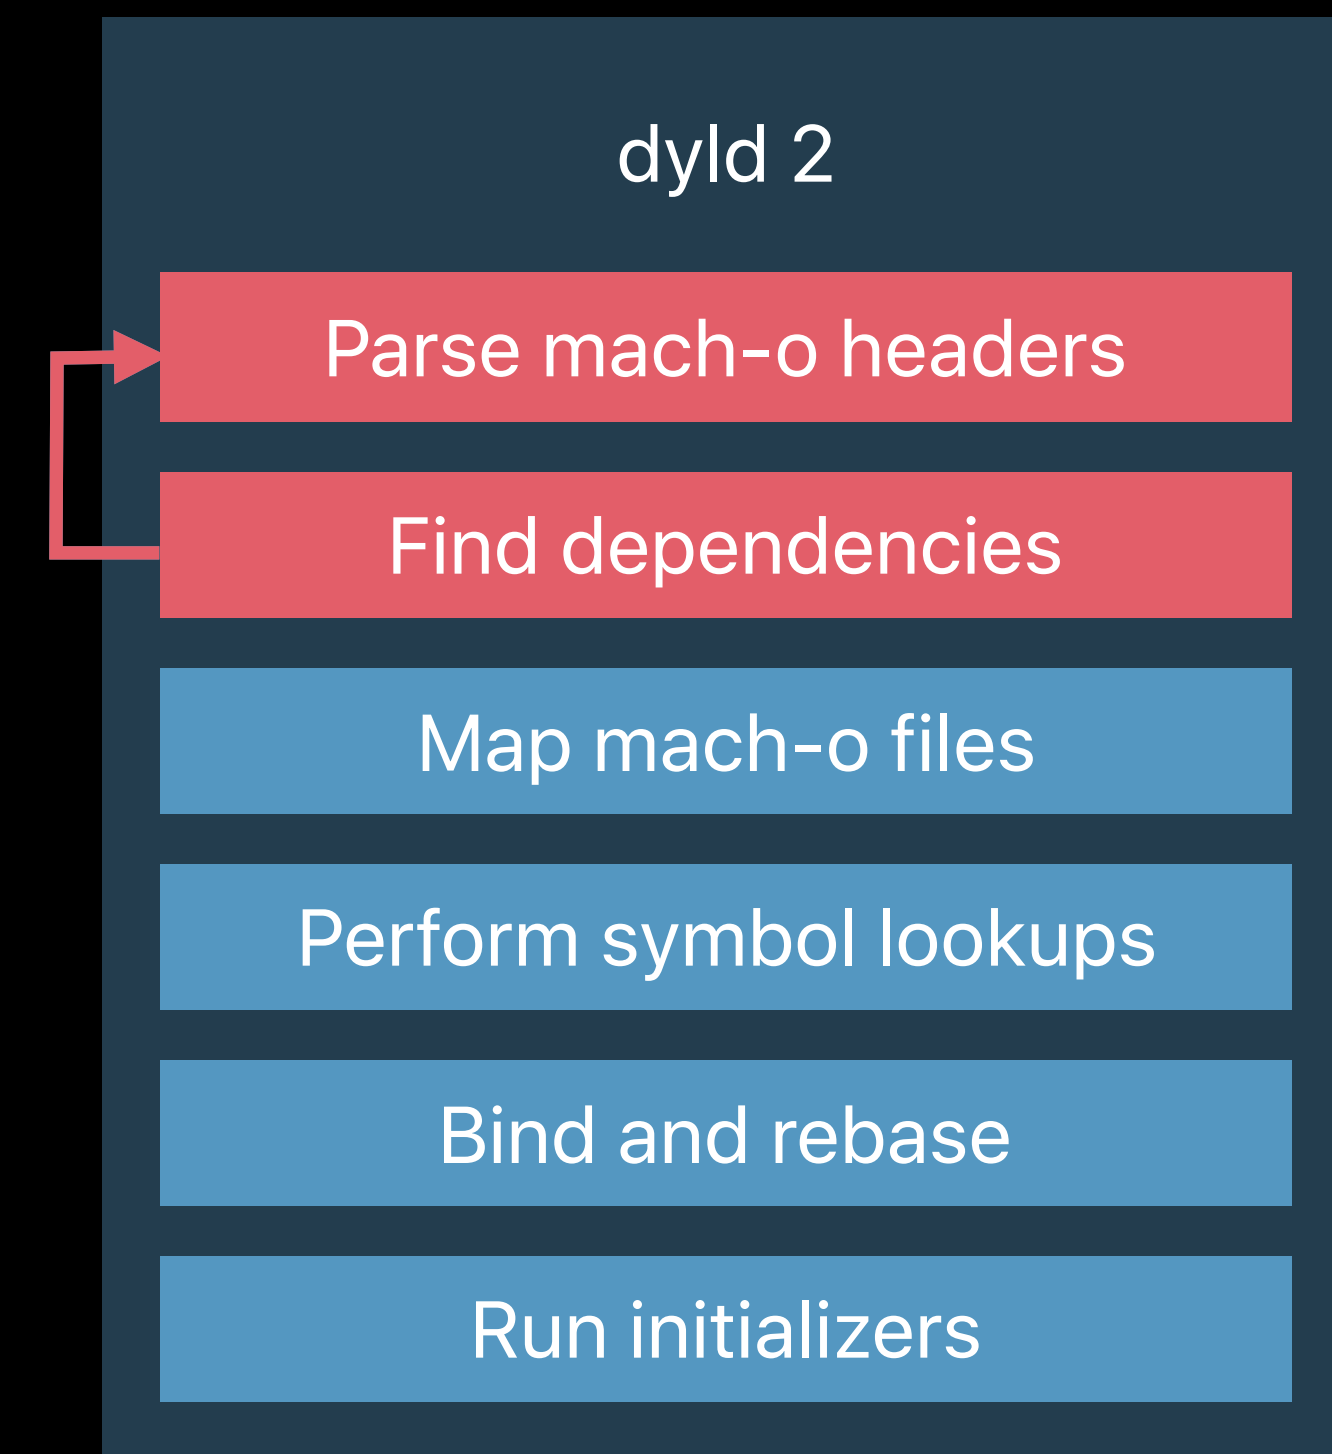 dyld 2
Parse mach-o headers
Find dependencies
Map mach-o files
Perform symbol lookups
Bind and rebase
Run initializers